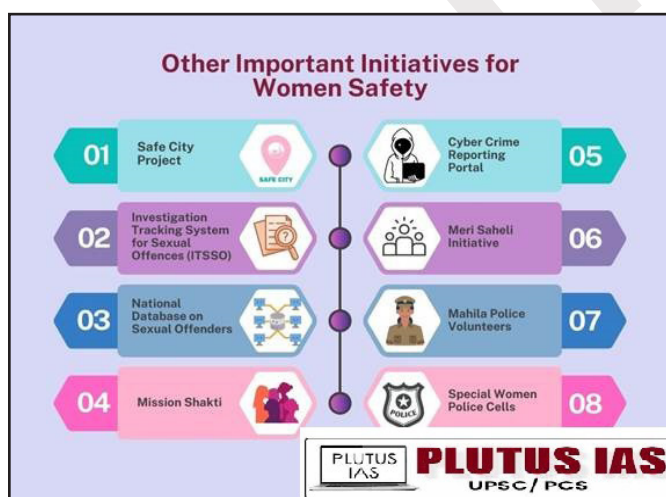 Other Important Initiatives for
Women Safety
01
Safe City
Project
SAFE CITY
02
Investigation
Tracking System
for Sexual
Offences (ITSSO)
03
National
Database on
Sexual Offenders
04
Mission Shakti
Cyber Crime
Reporting
Portal
05
Meri Saheli
Initiative
06
Mahila Police
Volunteers
07
POLICE
Special Women
Police Cells
08
PLUTUS
IAS
PLUTUS IAS
UPSC/ PCS